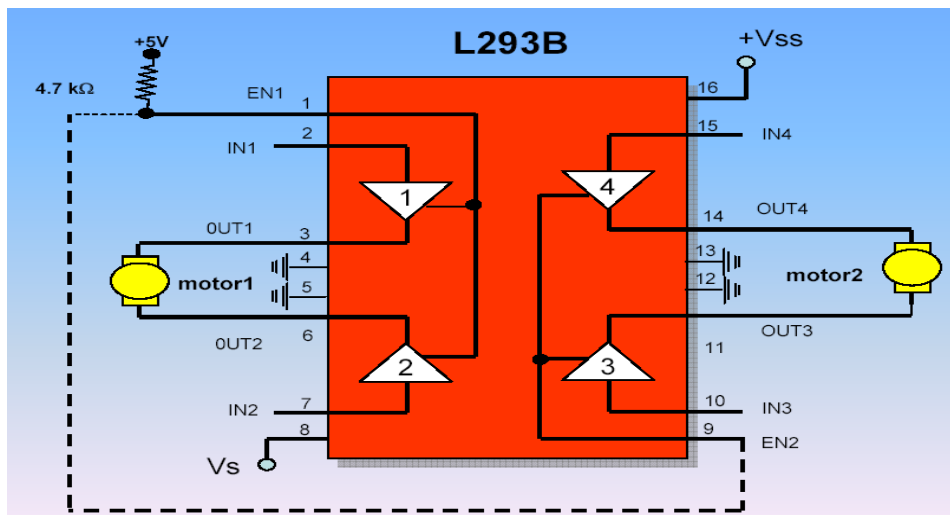 L293B
+5V
4.7 kΩ
+Vss
EN1
1
16
2
15
IN1
IN4
1
4
0UT1
3
14
OUT4
4
13
motor1
motor2
5
12
6
OUT3
0UT2
11
2
3
IN2
7
10
IN3
8
9
EN2
Vs